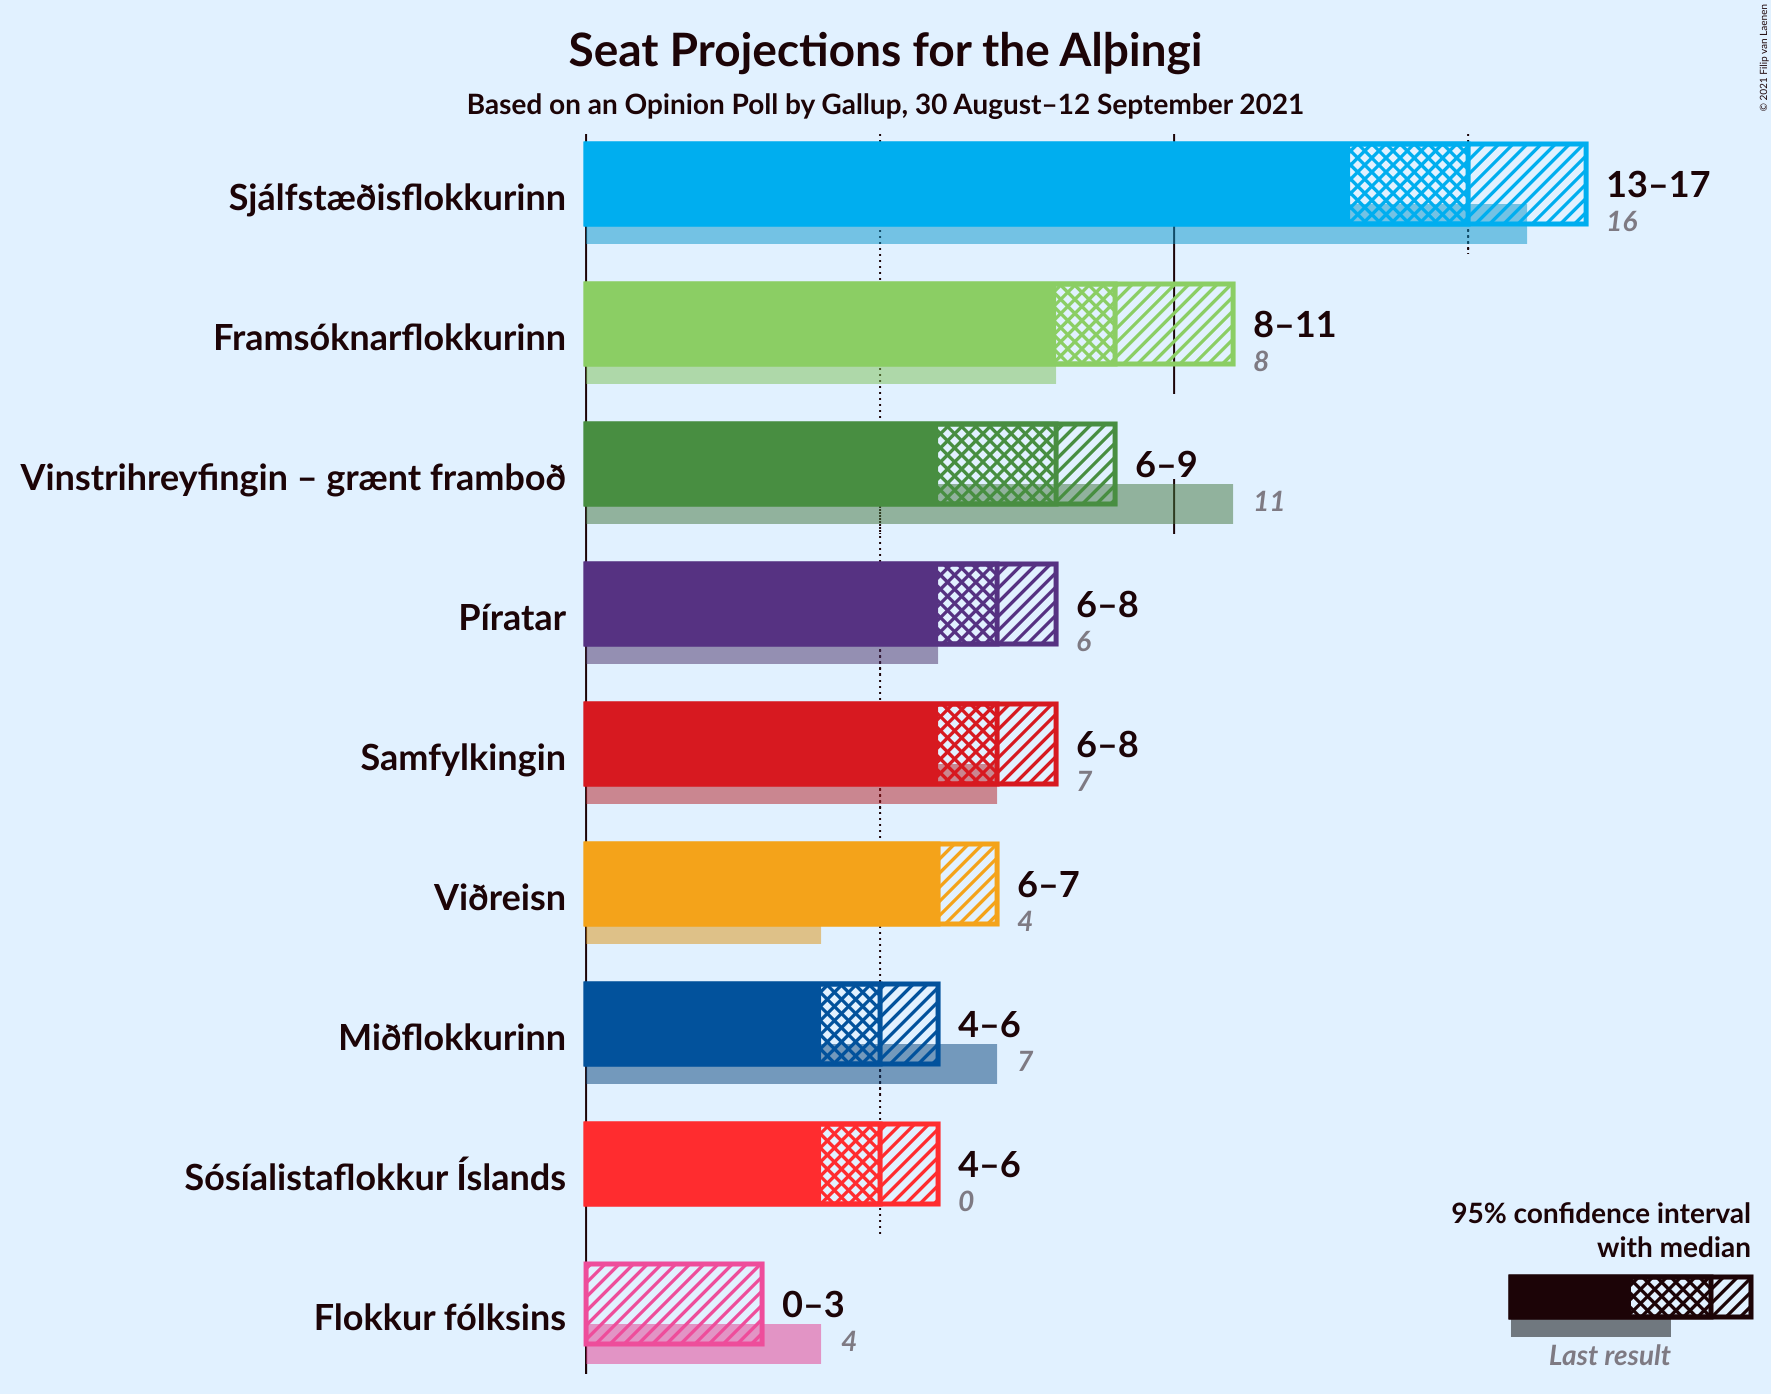 Seat Projections for the Alþingi
Based on an Opinion Poll by Gallup, 30 August–12 September 2021
© 2021 Filip van Laenen
Sjálfstæðisflokkurinn
13–17
16
Framsóknarflokkurinn
8–11
8
Vinstrihreyfingin – grænt framboð
6–9
11
Píratar
6–8
6
Samfylkingin
6–8
7
Viðreisn
6–7
4
Miðflokkurinn
4–6
7
Sósíalistaflokkur Íslands
4–6
0
Flokkur fólksins
0–3
4
95% confidence interval
with median
Last result